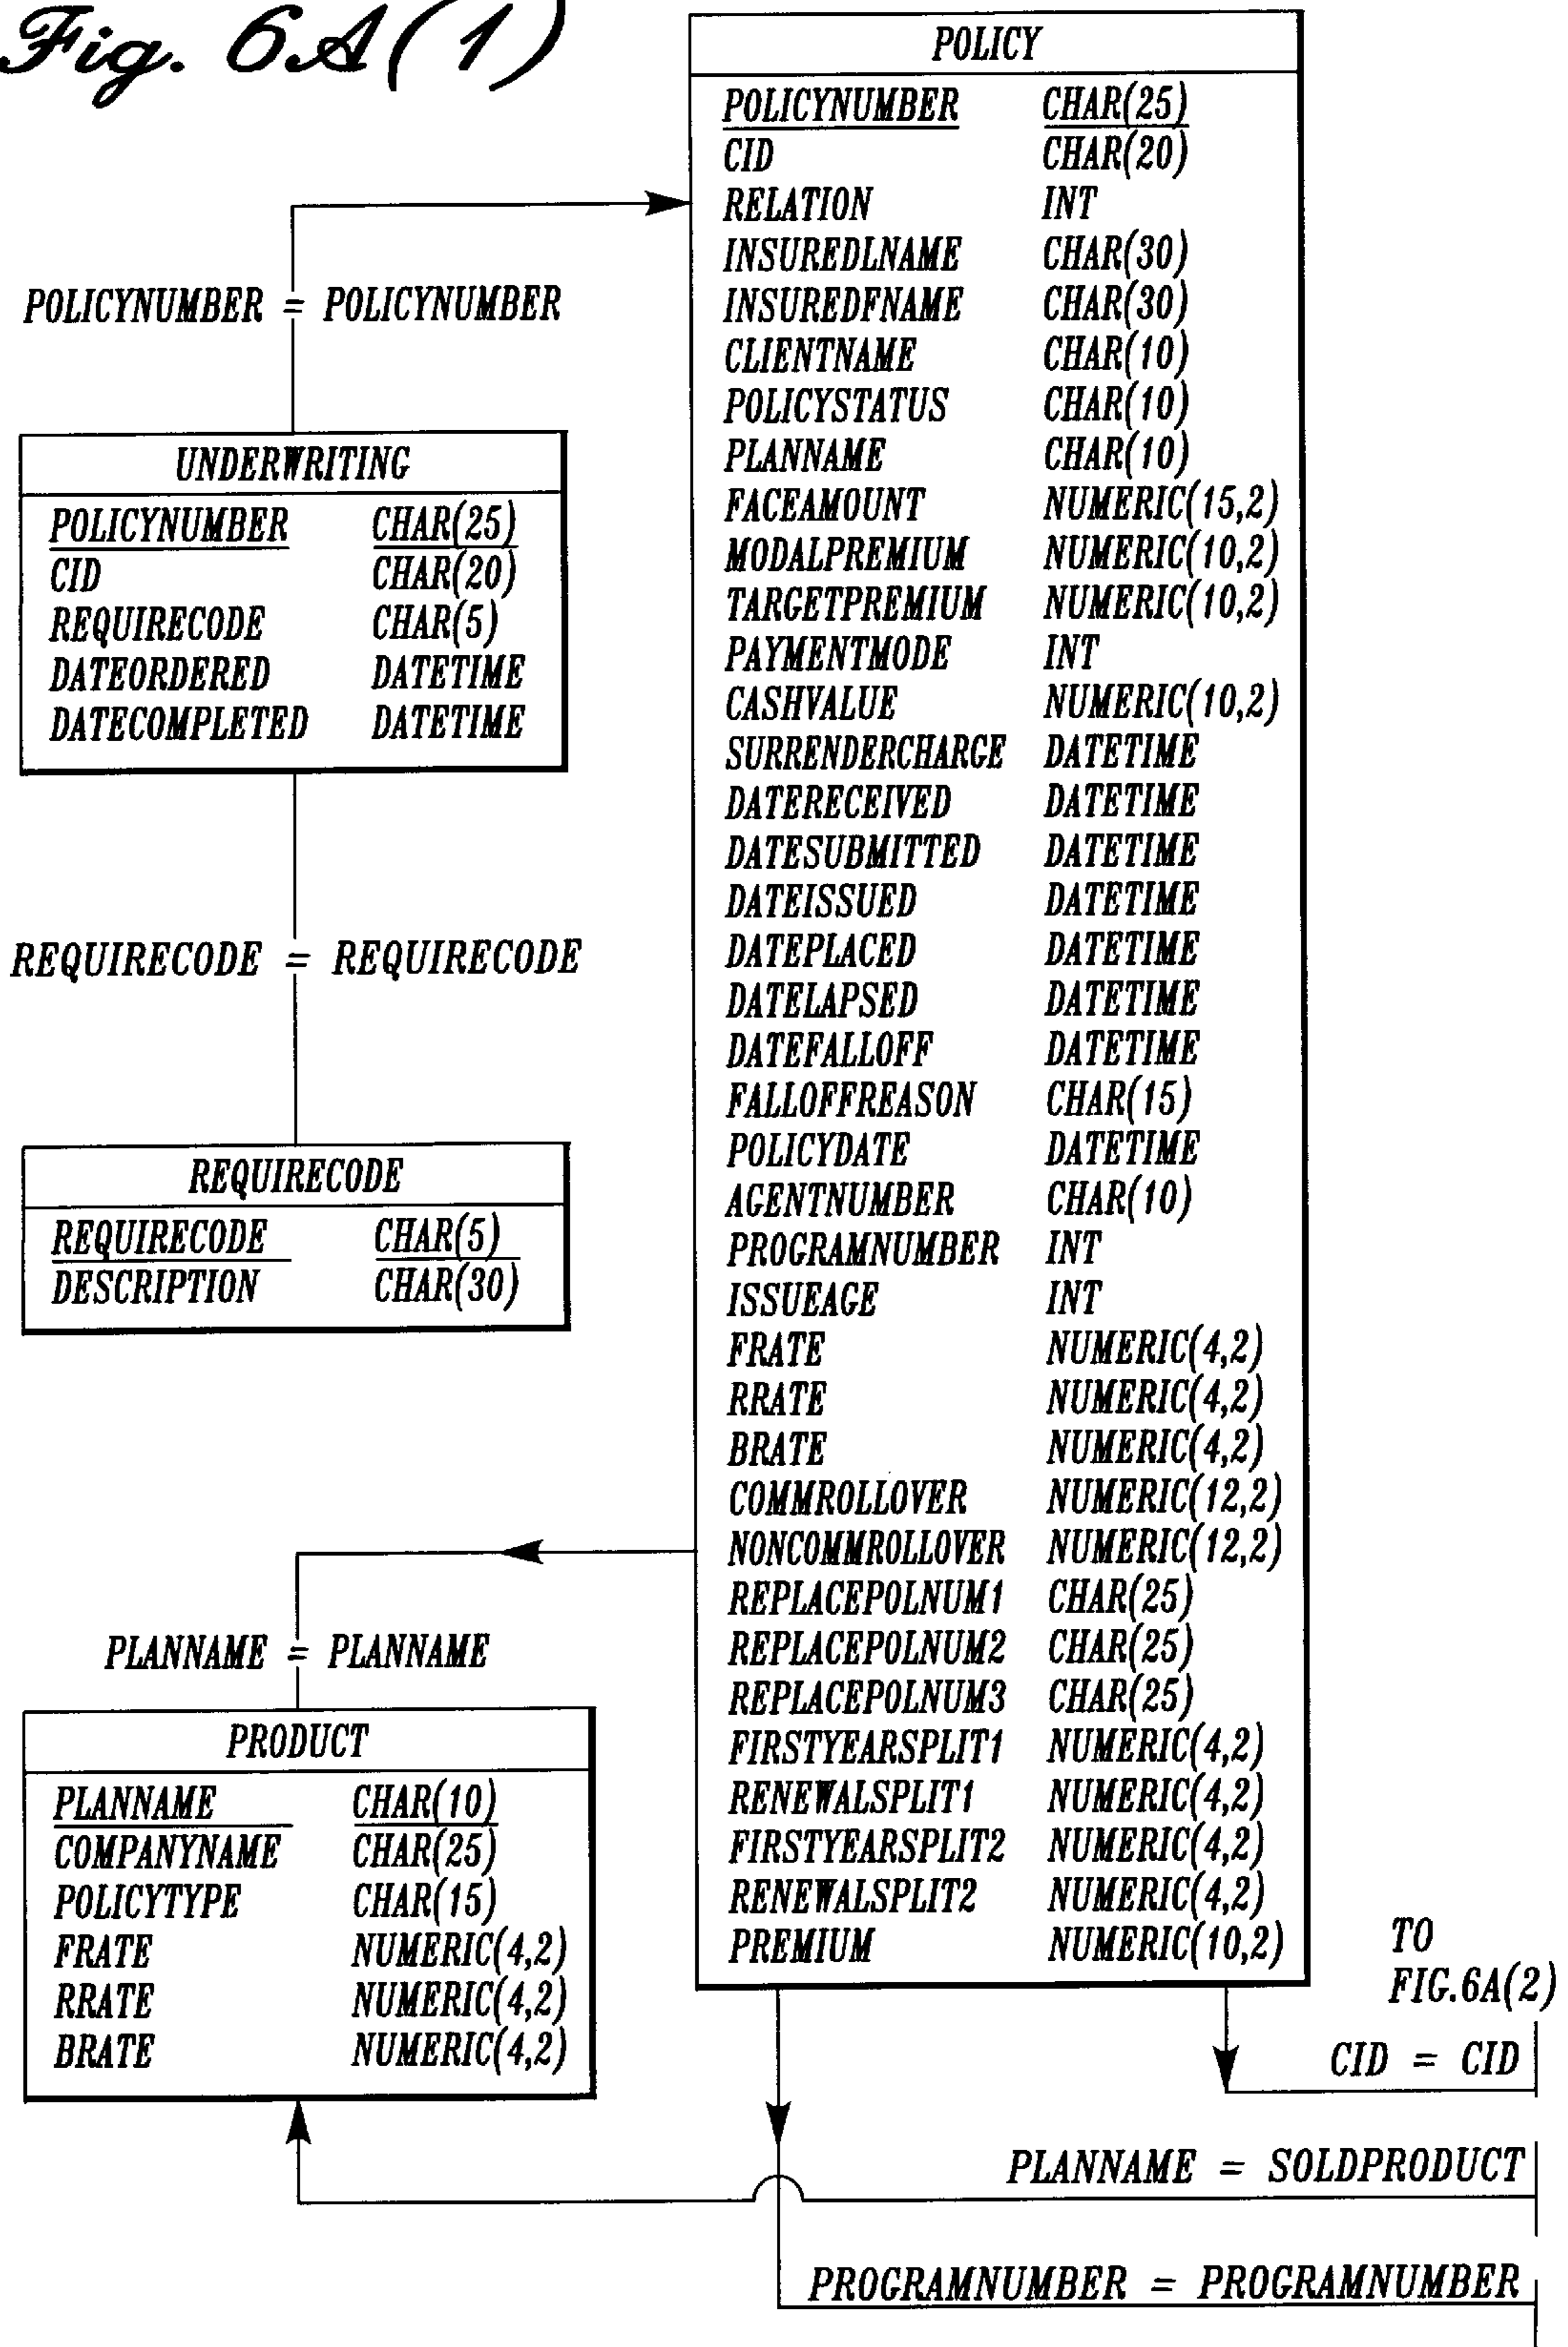 Fig. 6A(1)
POLICY
POLICYNUMBER CHAR(25)
CID CHAR(20)
RELATION INT
INSUREDLNAME CHAR(30)
INSUREDFNAME CHAR(30)
CLIENTNAME CHAR(10)
POLICYSTATUS CHAR(10)
PLANNAME CHAR(10)
FACEAMOUNT NUMERIC(15,2)
MODALPREMIUM NUMERIC(10,2)
TARGETPREMIUM NUMERIC(10,2)
PAYMENTMODE INT
CASHVALUE NUMERIC(10,2)
SURRENDERCHARGE DATETIME
DATERECEIVED DATETIME
DATESUBMITTED DATETIME
DATEISSUED DATETIME
DATEPLACED DATETIME
DATELAPSED DATETIME
DATEFALLOFF DATETIME
FALLOFFREASON CHAR(15)
POLICYDATE DATETIME
AGENTNUMBER CHAR(10)
PROGRAMNUMBER INT
ISSUEAGE INT
FRATE NUMERIC(4,2)
RRATE NUMERIC(4,2)
BRATE NUMERIC(4,2)
COMMROLLOVER NUMERIC(12,2)
NONCOMMROLLOVER NUMERIC(12,2)
REPLACEPOLNUM1 CHAR(25)
REPLACEPOLNUM2 CHAR(25)
REPLACEPOLNUM3 CHAR(25)
FIRSTYEARSPLIT1 NUMERIC(4,2)
RENEWALSPLIT1 NUMERIC(4,2)
FIRSTYEARSPLIT2 NUMERIC(4,2)
RENEWALSPLIT2 NUMERIC(4,2)
PREMIUM NUMERIC(10,2)
POLICYNUMBER = POLICYNUMBER
UNDERWRITING
POLICYNUMBER CHAR(25)
CID CHAR(20)
REQUIRECODE CHAR(5)
DATEORDERED DATETIME
DATECOMPLETED DATETIME
REQUIRECODE = REQUIRECODE
REQUIRECODE
REQUIRECODE CHAR(5)
DESCRIPTION CHAR(30)
PLANNAME = PLANNAME
PRODUCT
PLANNAME CHAR(10)
COMPANYNAME CHAR(25)
POLICYTYPE CHAR(15)
FRATE NUMERIC(4,2)
RRATE NUMERIC(4,2)
BRATE NUMERIC(4,2)
TO
FIG.6A(2)
CID = CID
PLANNAME = SOLDPRODUCT
PROGRAMNUMBER = PROGRAMNUMBER